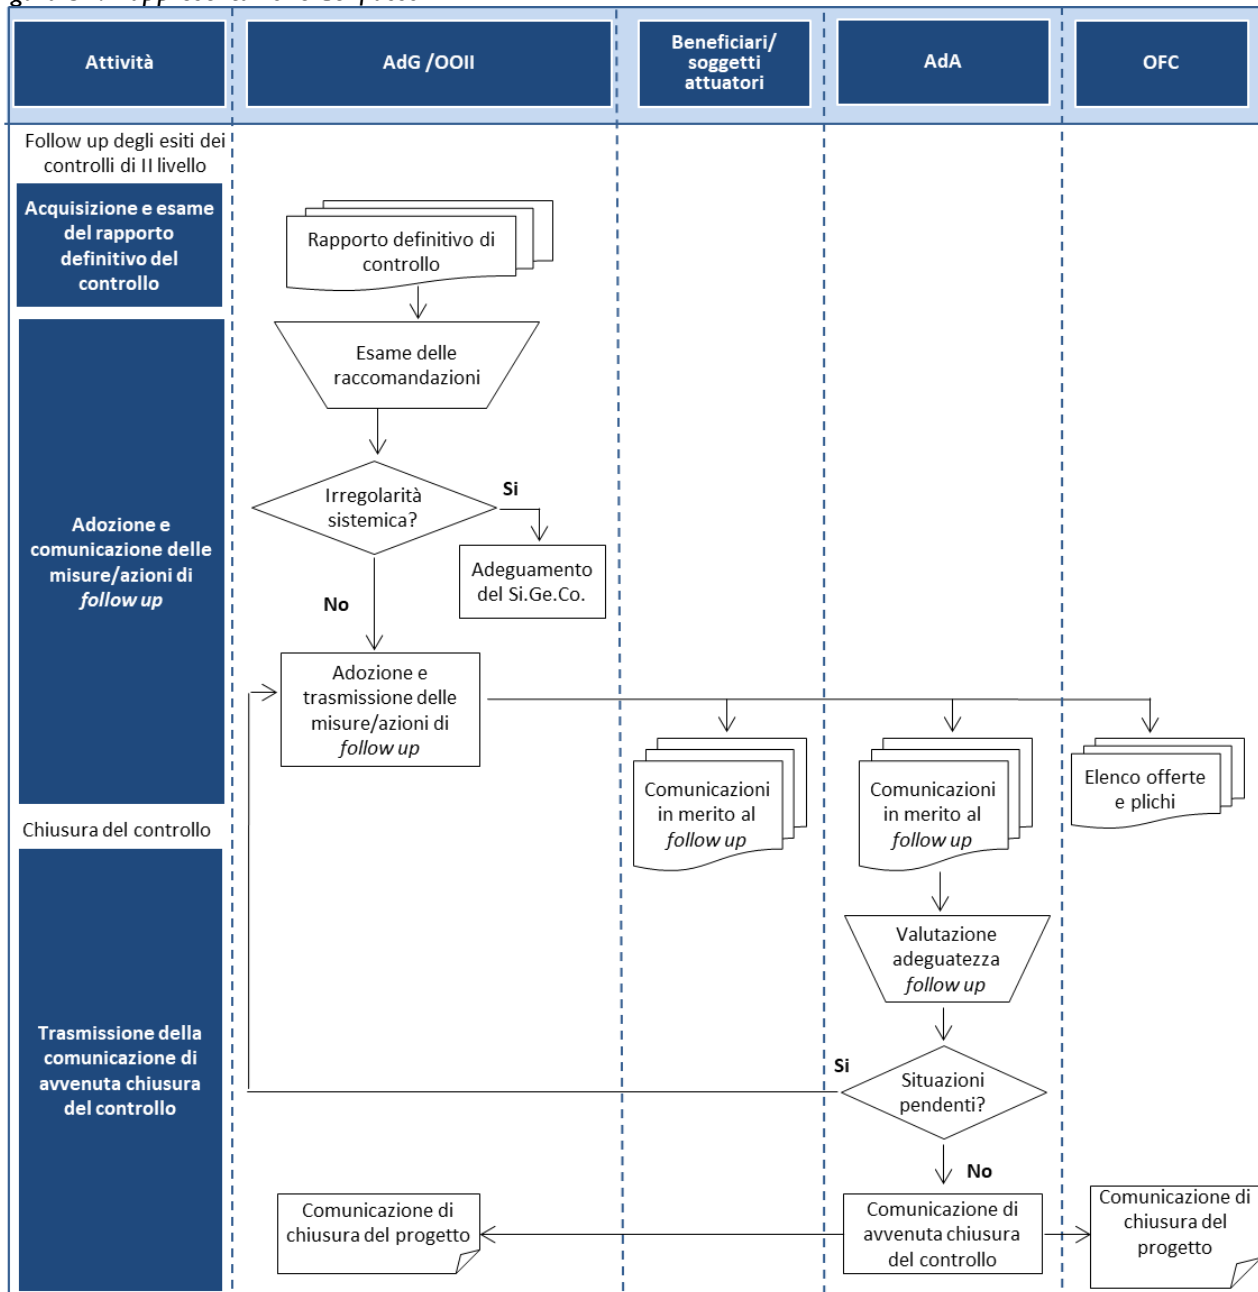 Attività
AdG /OOII
Beneficiari/
soggetti
attuatori
AdA
OFC
Follow up degli esiti dei
controlli di II livello
Acquisizione e esame
del rapporto
definitivo del
controllo
Rapporto definitivo di
controllo
Esame delle
raccomandazioni
Irregolarità
sistemica?
Si
Adeguamento
del Si.Ge.Co.
No
Adozione e
comunicazione delle
misure/azioni di
follow up
Adozione e
trasmissione delle
misure/azioni di
follow up
Comunicazioni
in merito al
follow up
Comunicazioni
in merito al
follow up
Elenco offerte
e plichi
Chiusura del controllo
Valutazione
adeguatezza
follow up
Trasmissione della
comunicazione di
avvenuta chiusura
del controllo
Si
Situazioni
pendenti?
No
Comunicazione di
chiusura del progetto
Comunicazione di
avvenuta chiusura
del controllo
Comunicazione di
chiusura del
progetto